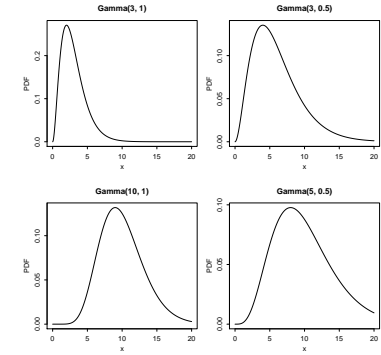 Gamma(3, 1)
PDF
0.0 0.1 0.2
0 5 10 15 20
x
Gamma(3, 0.5)
PDF
0.00 0.05 0.10
0 5 10 15 20
x
Gamma(10, 1)
PDF
0.00 0.05 0.10
0 5 10 15 20
x
Gamma(5, 0.5)
PDF
0.00 0.05 0.10
0 5 10 15 20
x